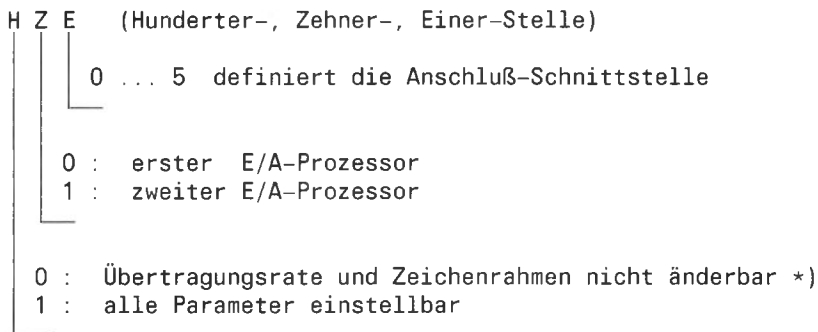 H Z E (Hunderter-, Zehner-, Einer-Stelle)
0 ... 5 definiert die Anschluß-Schnittstelle
0 : erster E/A-Prozessor
1 : zweiter E/A-Prozessor
0 : Übertragungsrate und Zeichenrahmen nicht änderbar *)
1 : alle Parameter einstellbar